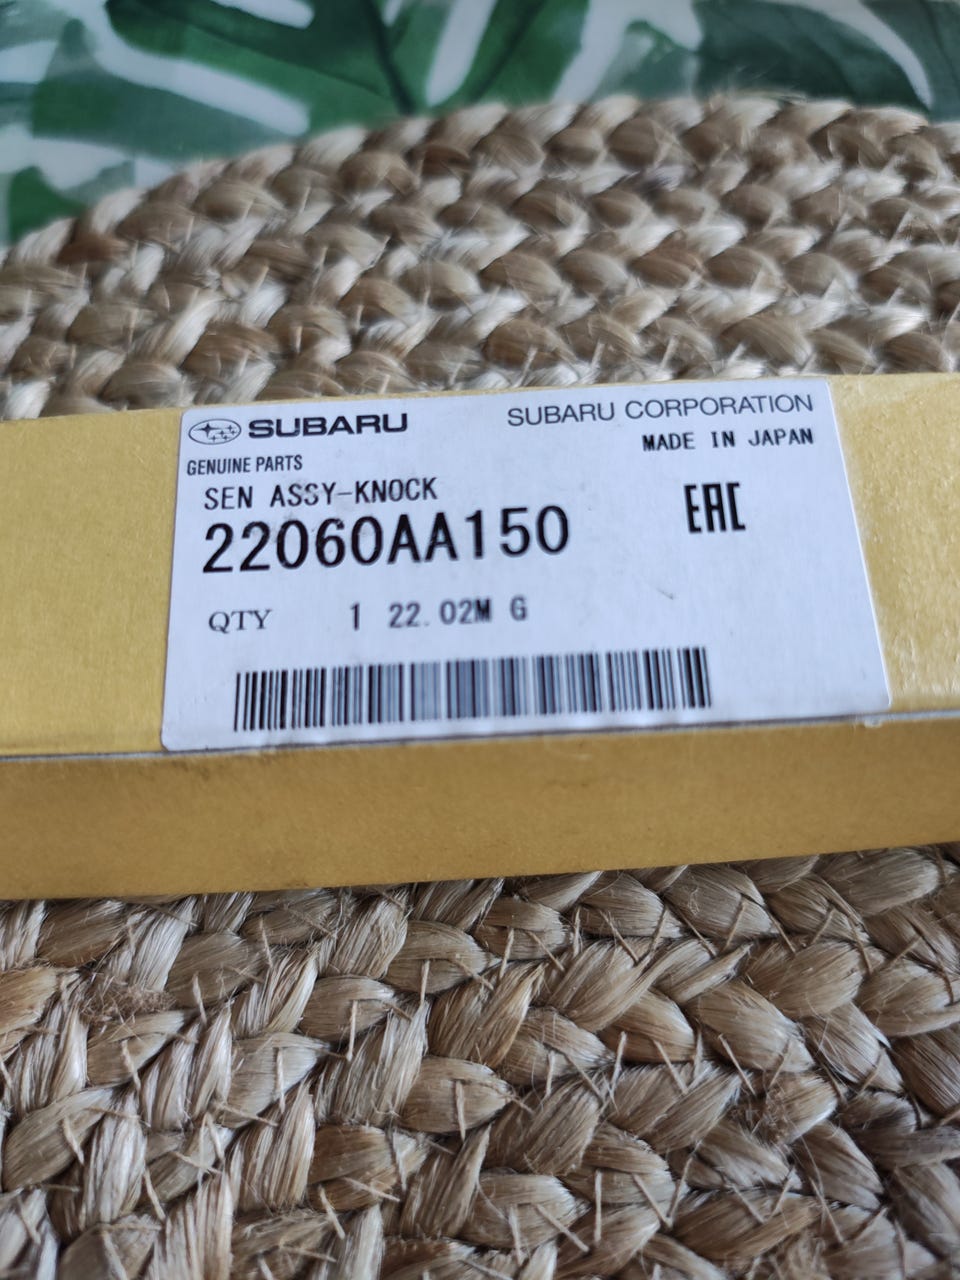 SUBARU
SUBARU CORPORATION
GENUINE PARTS
MADE IN JAPAN
SEN ASSY-KNOCK
EAC
22060AA150
QTY 1 22.02M G